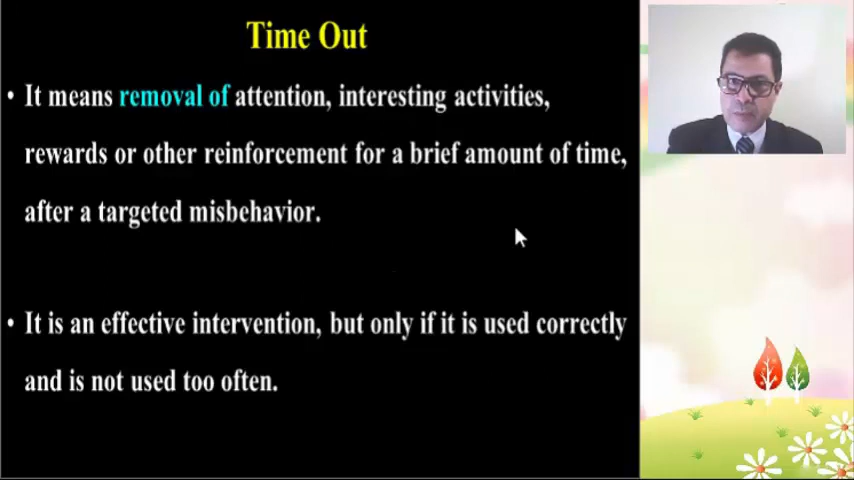 Time Out
• It means removal of attention, interesting activities,
rewards or other reinforcement for a brief amount of time,
after a targeted misbehavior.
• It is an effective intervention, but only if it is used correctly
and is not used too often.